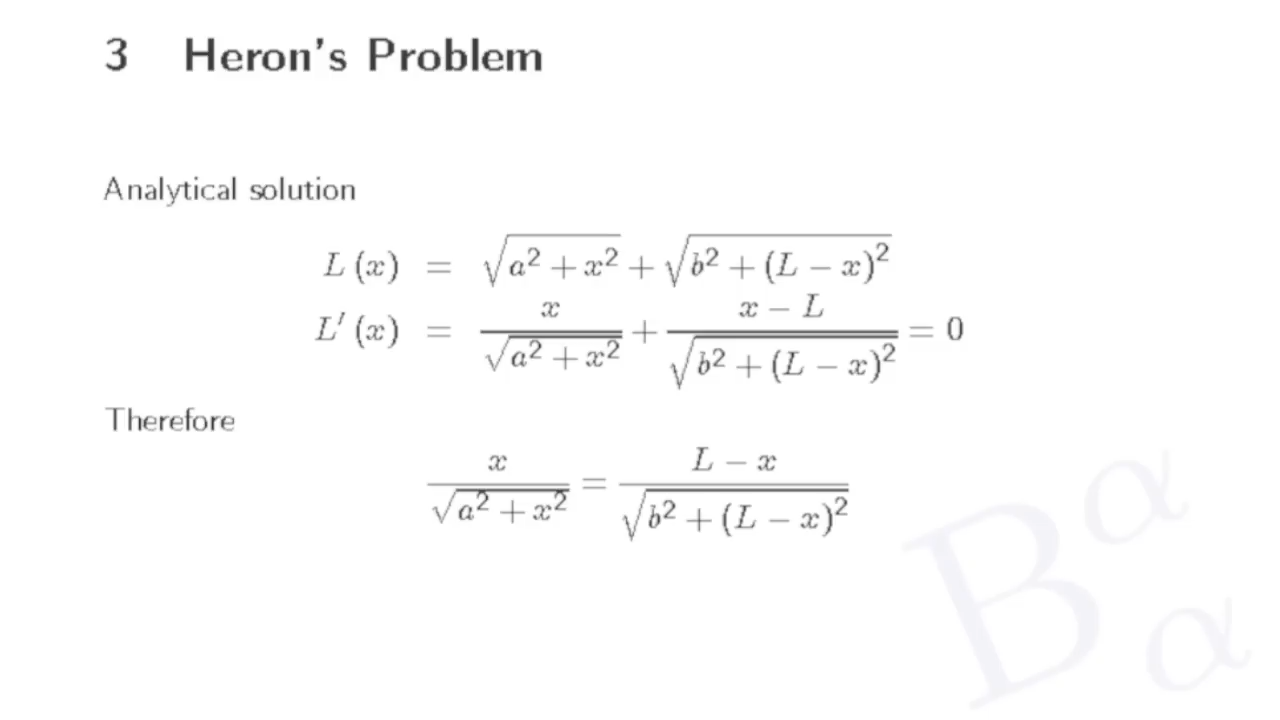 3 Heron's Problem
Analytical solution
L (x) = √(a² + x²) + √(b² + (L − x)²)
L′ (x) = x / √(a² + x²) + (x − L) / √(b² + (L − x)²) = 0
Therefore
x / √(a² + x²) = (L − x) / √(b² + (L − x)²)
B α α